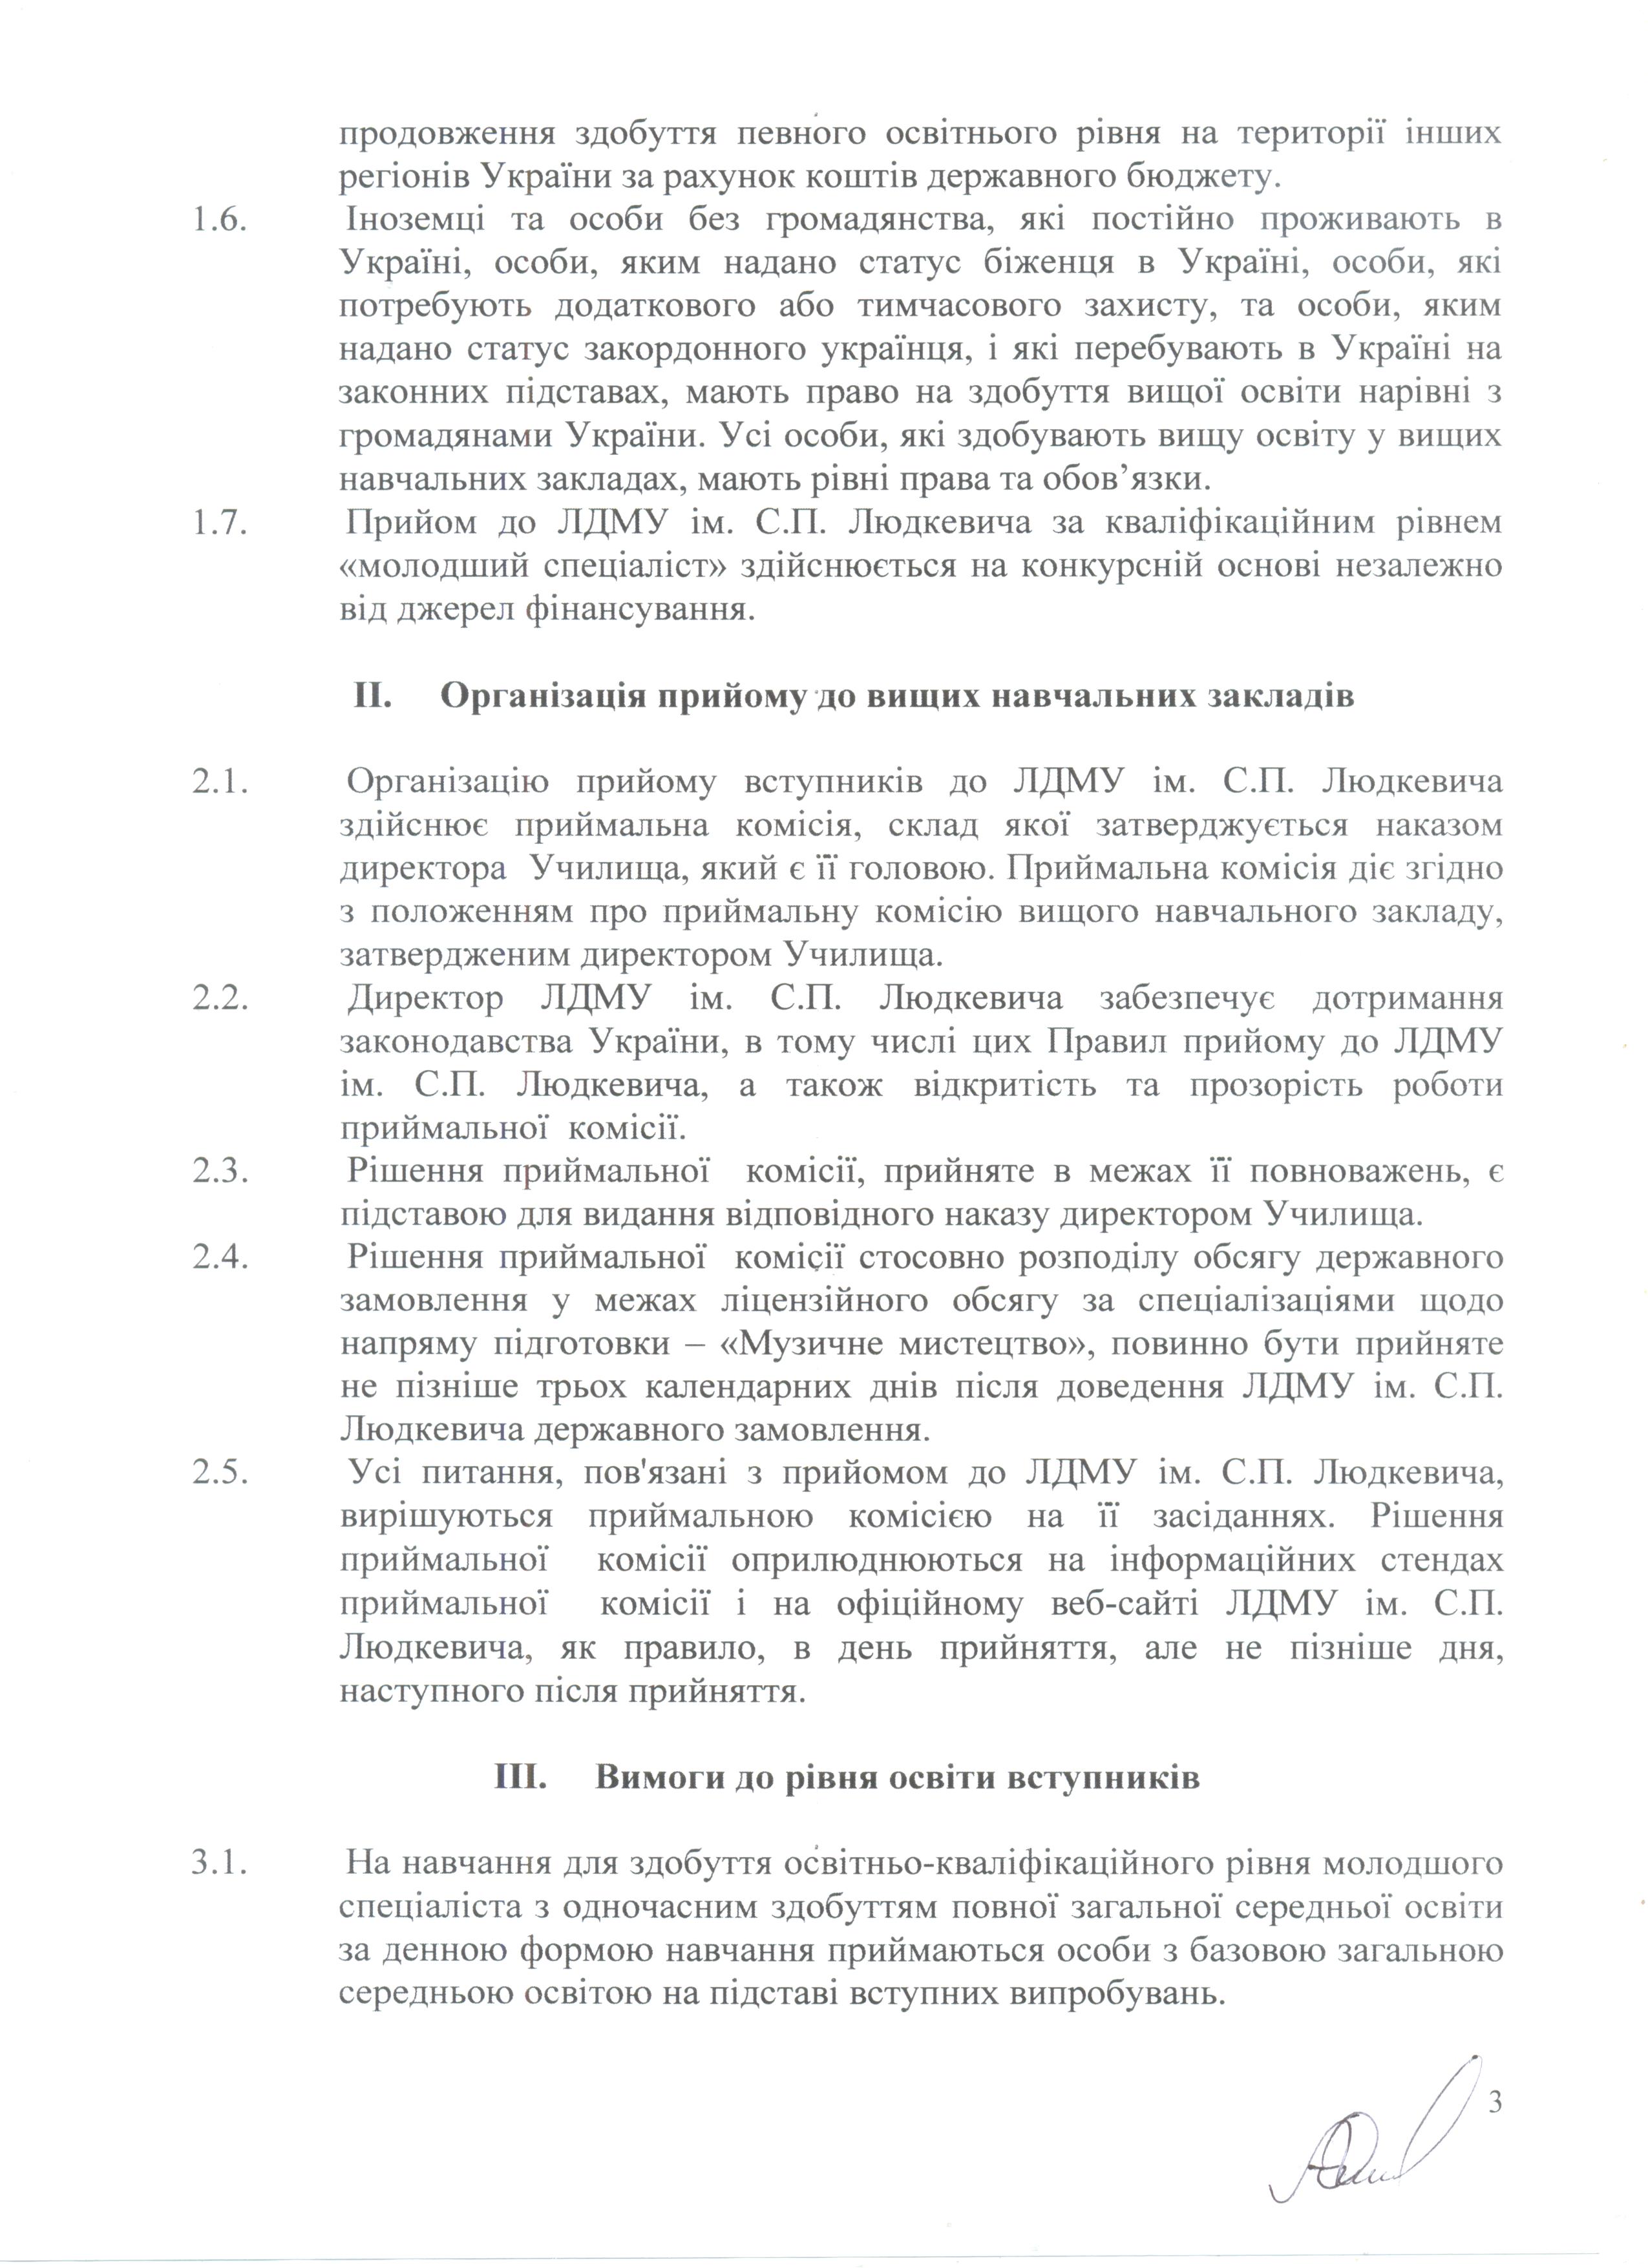 продовження здобуття певного освітнього рівня на території інших
регіонів України за рахунок коштів державного бюджету.
1.6. Іноземці та особи без громадянства, які постійно проживають в
Україні, особи, яким надано статус біженця в Україні, особи, які
потребують додаткового або тимчасового захисту, та особи, яким
надано статус закордонного українця, і які перебувають в Україні на
законних підставах, мають право на здобуття вищої освіти нарівні з
громадянами України. Усі особи, які здобувають вищу освіту у вищих
навчальних закладах, мають рівні права та обов’язки.
1.7. Прийом до ЛДМУ ім. С.П. Людкевича за кваліфікаційним рівнем
«молодший спеціаліст» здійснюється на конкурсній основі незалежно
від джерел фінансування.
II. Організація прийому до вищих навчальних закладів
2.1. Організацію прийому вступників до ЛДМУ ім. С.П. Людкевича
здійснює приймальна комісія, склад якої затверджується наказом
директора Училища, який є її головою. Приймальна комісія діє згідно
з положенням про приймальну комісію вищого навчального закладу,
затвердженим директором Училища.
2.2. Директор ЛДМУ ім. С.П. Людкевича забезпечує дотримання
законодавства України, в тому числі цих Правил прийому до ЛДМУ
ім. С.П. Людкевича, а також відкритість та прозорість роботи
приймальної комісії.
2.3. Рішення приймальної комісії, прийняте в межах її повноважень, є
підставою для видання відповідного наказу директором Училища.
2.4. Рішення приймальної комісії стосовно розподілу обсягу державного
замовлення у межах ліцензійного обсягу за спеціалізаціями щодо
напряму підготовки – «Музичне мистецтво», повинно бути прийняте
не пізніше трьох календарних днів після доведення ЛДМУ ім. С.П.
Людкевича державного замовлення.
2.5. Усі питання, пов'язані з прийомом до ЛДМУ ім. С.П. Людкевича,
вирішуються приймальною комісією на її засіданнях. Рішення
приймальної комісії оприлюднюються на інформаційних стендах
приймальної комісії і на офіційному веб-сайті ЛДМУ ім. С.П.
Людкевича, як правило, в день прийняття, але не пізніше дня,
наступного після прийняття.
III. Вимоги до рівня освіти вступників
3.1. На навчання для здобуття освітньо-кваліфікаційного рівня молодшого
спеціаліста з одночасним здобуттям повної загальної середньої освіти
за денною формою навчання приймаються особи з базовою загальною
середньою освітою на підставі вступних випробувань.
3